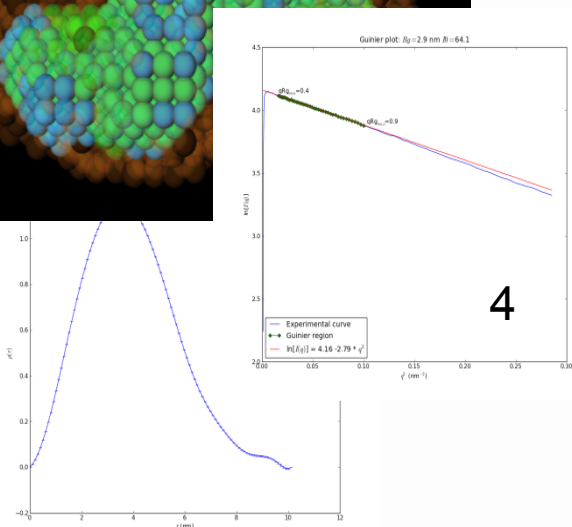 Guinier plot: Rg=2.9 nm I0=64.1
4.5
qRgₘᵢₙ=0.4
4.0
qRgₘₐₓ=0.9
3.5
ln[I(q)]
3.0
2.5
4
Experimental curve
Guinier region
ln[I(q)] = 4.16 -2.79 * q²
2.0
0.00 0.05 0.10 0.15 0.20 0.25 0.30
q² (nm⁻²)
1.0
0.8
0.6
ρ(r)
0.4
0.2
0.0
−0.2
0 2 4 6 8 10 12
r (nm)